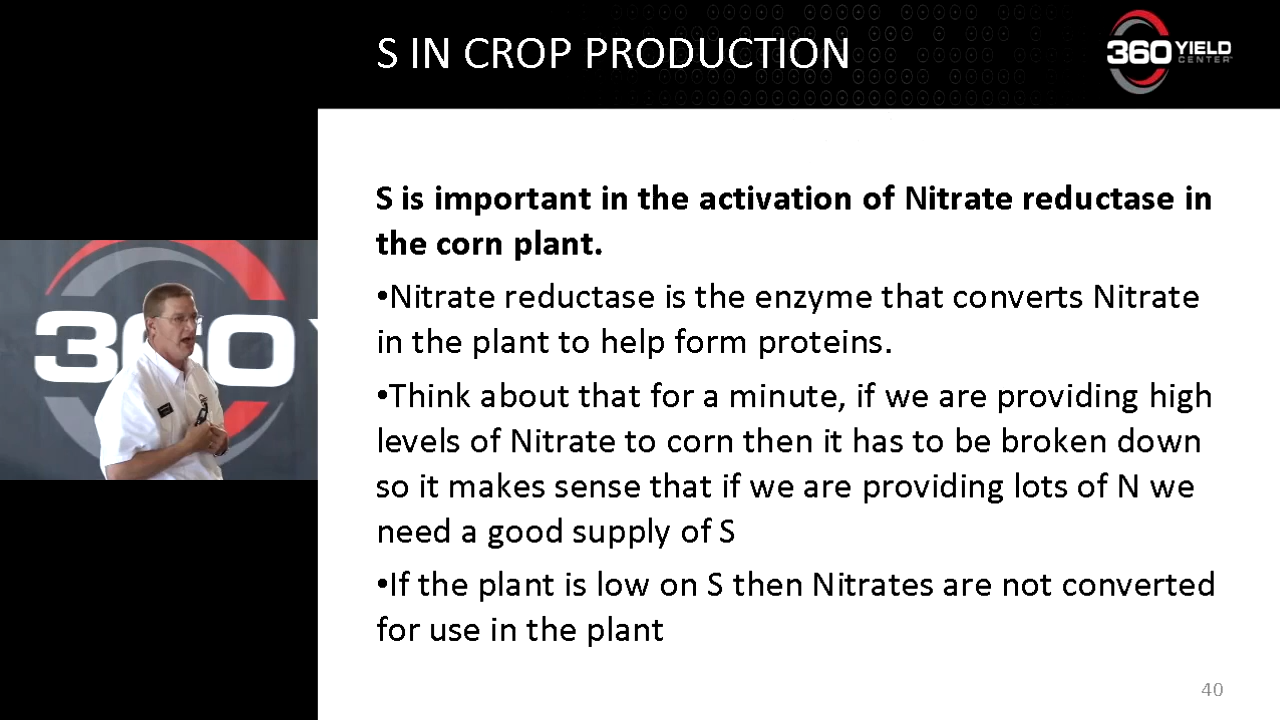 S IN CROP PRODUCTION
360 YIELD
CENTER
S is important in the activation of Nitrate reductase in
the corn plant.
•Nitrate reductase is the enzyme that converts Nitrate
in the plant to help form proteins.
•Think about that for a minute, if we are providing high
levels of Nitrate to corn then it has to be broken down
so it makes sense that if we are providing lots of N we
need a good supply of S
•If the plant is low on S then Nitrates are not converted
for use in the plant
360
40